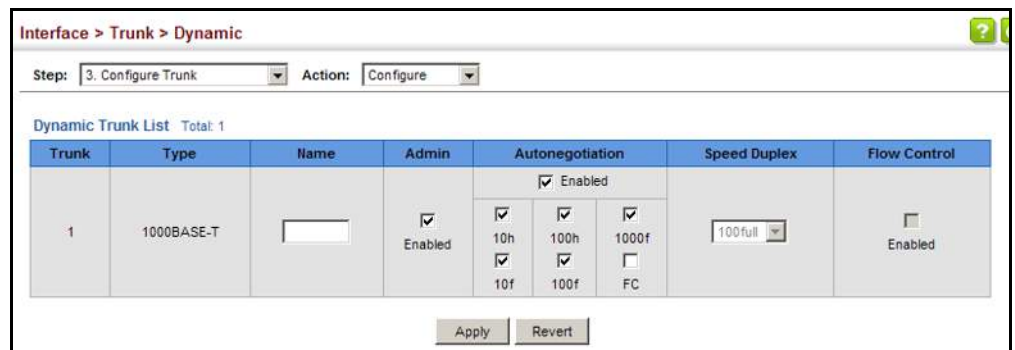 Interface > Trunk > Dynamic
?
Step: 3. Configure Trunk Action: Configure
Dynamic Trunk List Total: 1
Trunk Type Name Admin Autonegotiation Speed Duplex Flow Control
Enabled
1 1000BASE-T Enabled 10h 100h 1000f 100full Enabled
10f 100f FC
Apply Revert